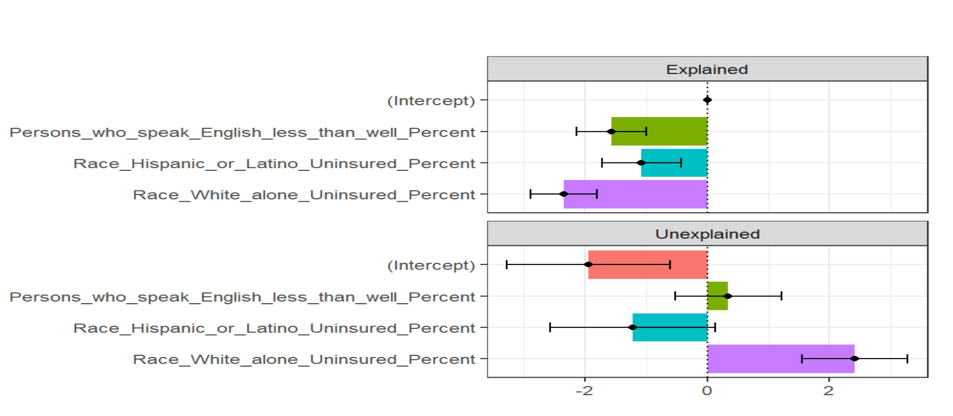 Explained
(Intercept)
Persons_who_speak_English_less_than_well_Percent
Race_Hispanic_or_Latino_Uninsured_Percent
Race_White_alone_Uninsured_Percent
Unexplained
(Intercept)
Persons_who_speak_English_less_than_well_Percent
Race_Hispanic_or_Latino_Uninsured_Percent
Race_White_alone_Uninsured_Percent
-2 0 2